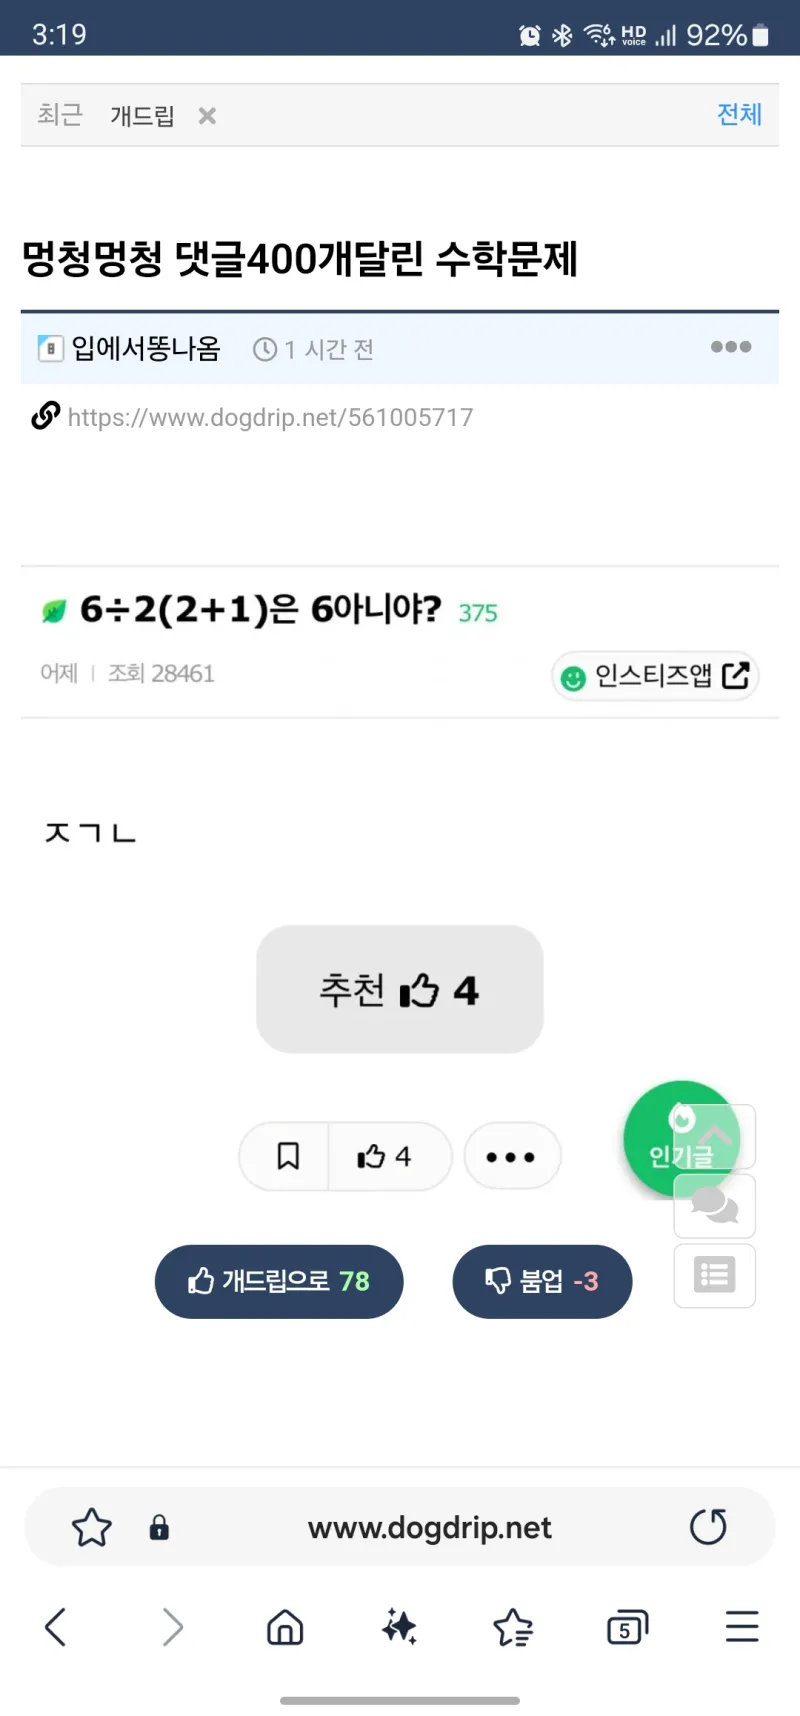 3:19 HD voice 92%
최근 개드립 × 전체
멍청멍청 댓글400개달린 수학문제
8 입에서똥나옴 1 시간 전
https://www.dogdrip.net/561005717
6÷2(2+1)은 6아니야? 375
어제 | 조회 28461 인스티즈앱
ㅈㄱㄴ
추천 4
4
인기글
개드립으로 78 붐업 -3
www.dogdrip.net
5